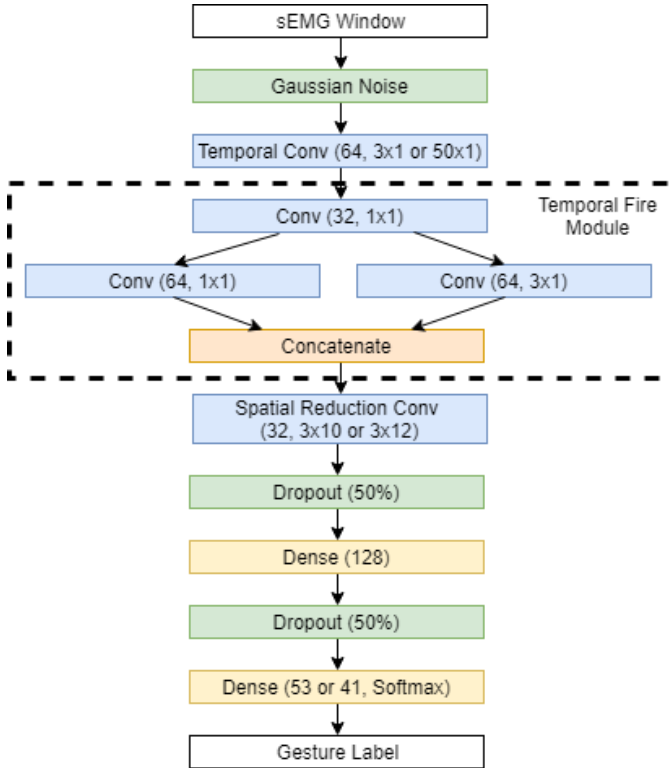 sEMG Window
Gaussian Noise
Temporal Conv (64, 3x1 or 50x1)
Conv (32, 1x1)
Temporal Fire
Module
Conv (64, 1x1)
Conv (64, 3x1)
Concatenate
Spatial Reduction Conv
(32, 3x10 or 3x12)
Dropout (50%)
Dense (128)
Dropout (50%)
Dense (53 or 41, Softmax)
Gesture Label